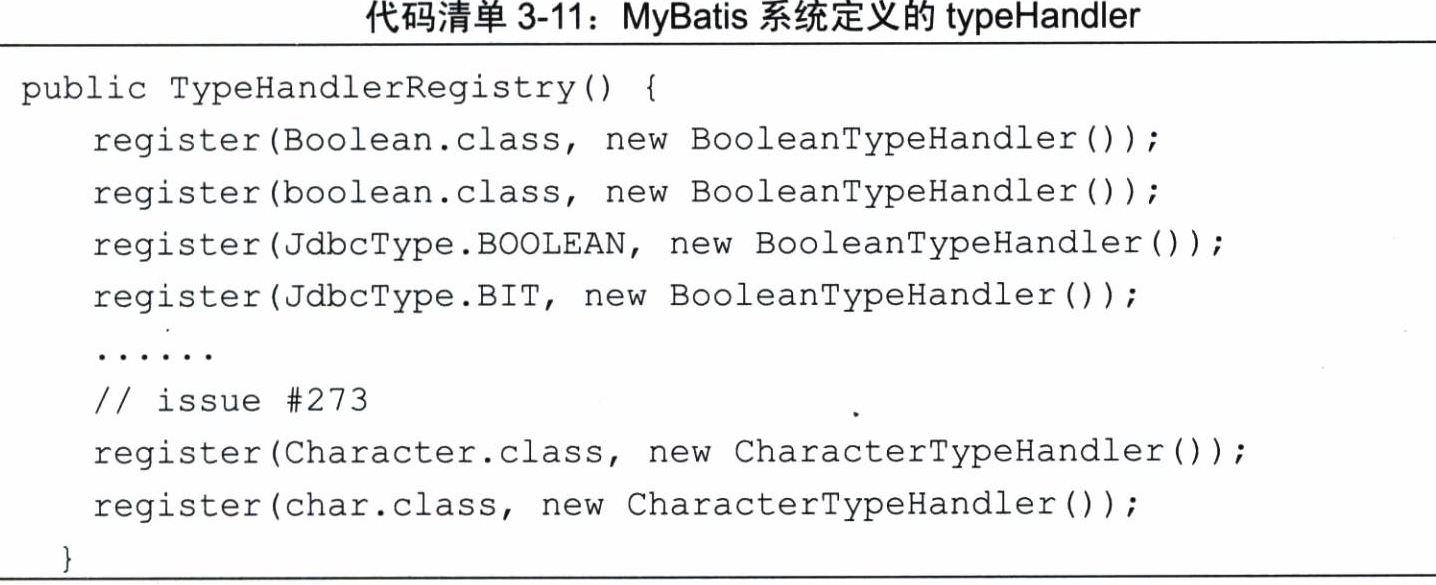 代码清单 3-11：MyBatis 系统定义的 typeHandler
public TypeHandlerRegistry() {
register(Boolean.class, new BooleanTypeHandler());
register(boolean.class, new BooleanTypeHandler());
register(JdbcType.BOOLEAN, new BooleanTypeHandler());
register(JdbcType.BIT, new BooleanTypeHandler());
......
// issue #273
register(Character.class, new CharacterTypeHandler());
register(char.class, new CharacterTypeHandler());
}